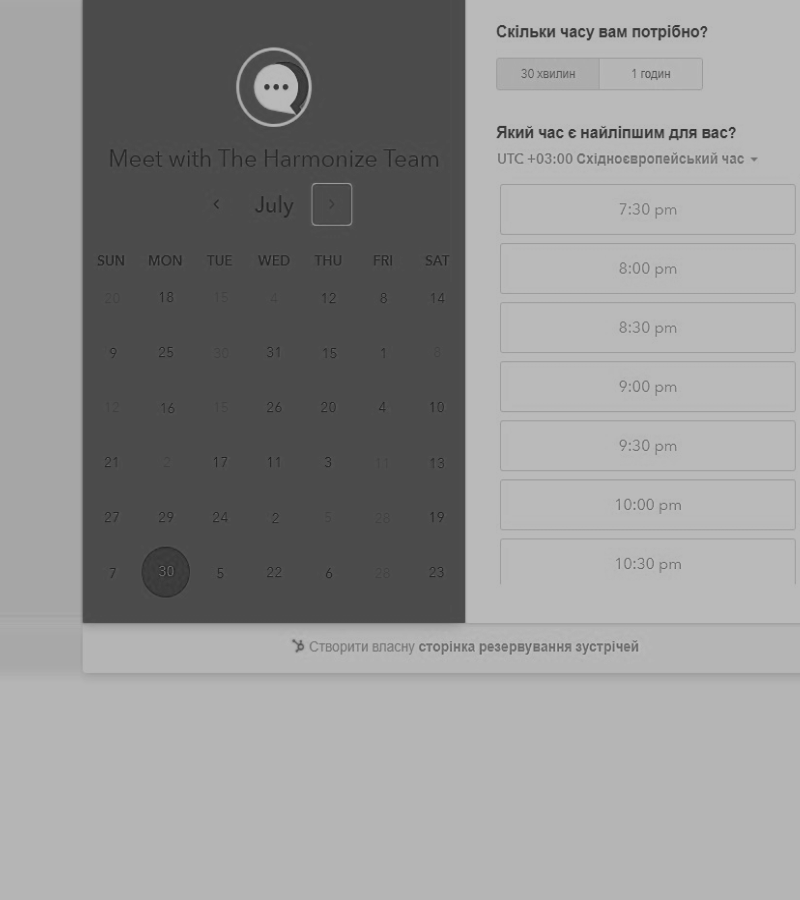 Meet with The Harmonize Team
July
SUN MON TUE WED THU FRI SAT
20 18 15 4 12 8 14
9 25 30 31 15 1 8
12 16 15 26 20 4 10
21 2 17 11 3 11 13
27 29 24 2 5 28 19
7 30 5 22 6 28 23
Скільки часу вам потрібно?
30 хвилин 1 годин
Який час є найліпшим для вас?
UTC +03:00 Східноєвропейський час
7:30 pm
8:00 pm
8:30 pm
9:00 pm
9:30 pm
10:00 pm
10:30 pm
Створити власну сторінка резервування зустрічей